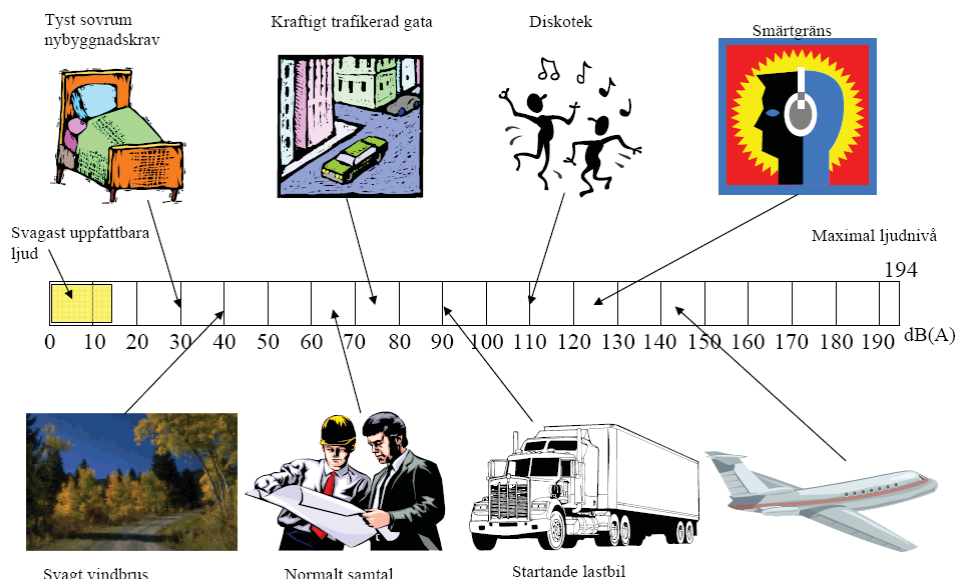 Tyst sovrum
nybyggnadskrav
Kraftigt trafikerad gata
Diskotek
Smärtgräns
Svagast uppfattbara
ljud
Maximal ljudnivå
194
0 10 20 30 40 50 60 70 80 90 100 110 120 130 140 150 160 170 180 190 dB(A)
Svagt vindbrus
Normalt samtal
Startande lastbil